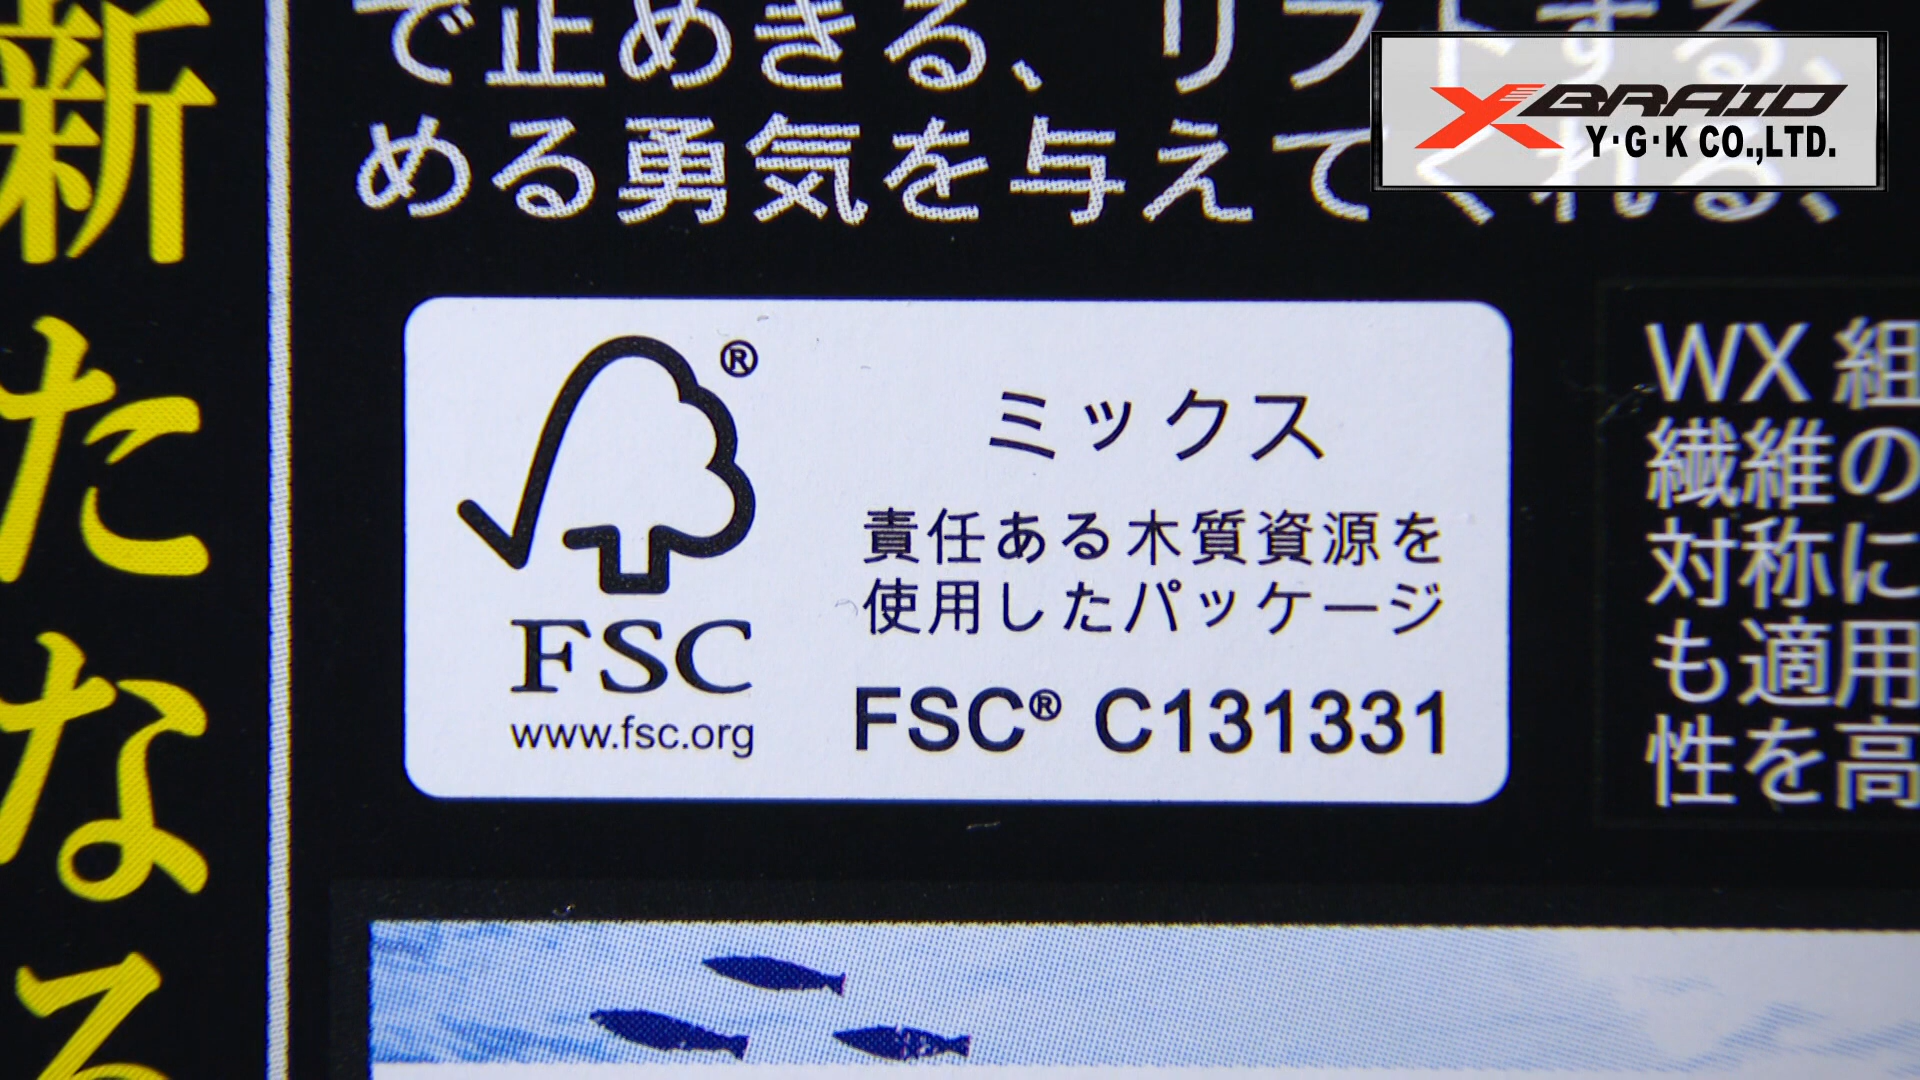 新たなる
で止めきる、リフトする、
める勇気を与えてくれる、
XBRAID
Y·G·K CO.,LTD.
®
ミックス
責任ある木質資源を
使用したパッケージ
FSC
www.fsc.org
FSC® C131331
WX 組
繊維の
対称に
も適用
性を高